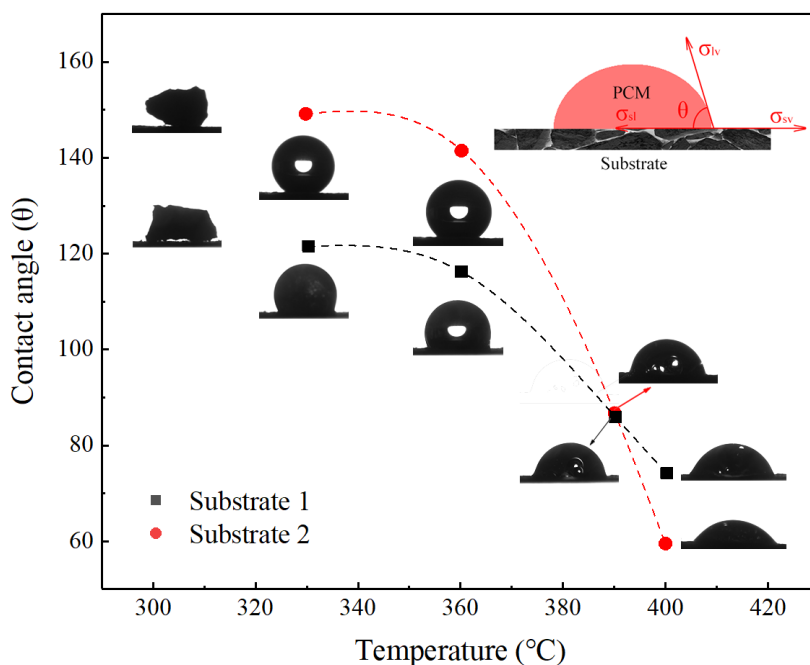 160
140
120
100
80
60
300
320
340
360
380
400
420
Contact angle (θ)
Temperature (℃)
Substrate 1
Substrate 2
σlv
PCM
σsl
θ
σsv
Substrate